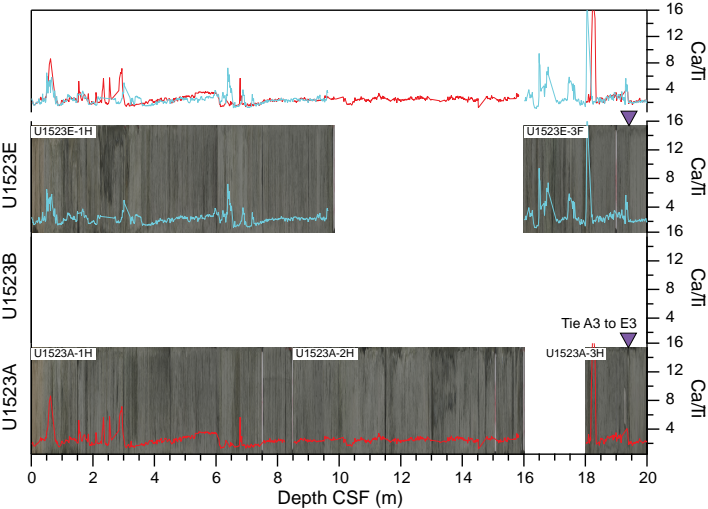 16
12
8
4
Ca/Ti
16
12
8
4
Ca/Ti
U1523E
U1523E-1H
U1523E-3F
16
12
8
4
Ca/Ti
U1523B
Tie A3 to E3
16
12
8
4
Ca/Ti
U1523A
U1523A-1H
U1523A-2H
U1523A-3H
0 2 4 6 8 10 12 14 16 18 20
Depth CSF (m)